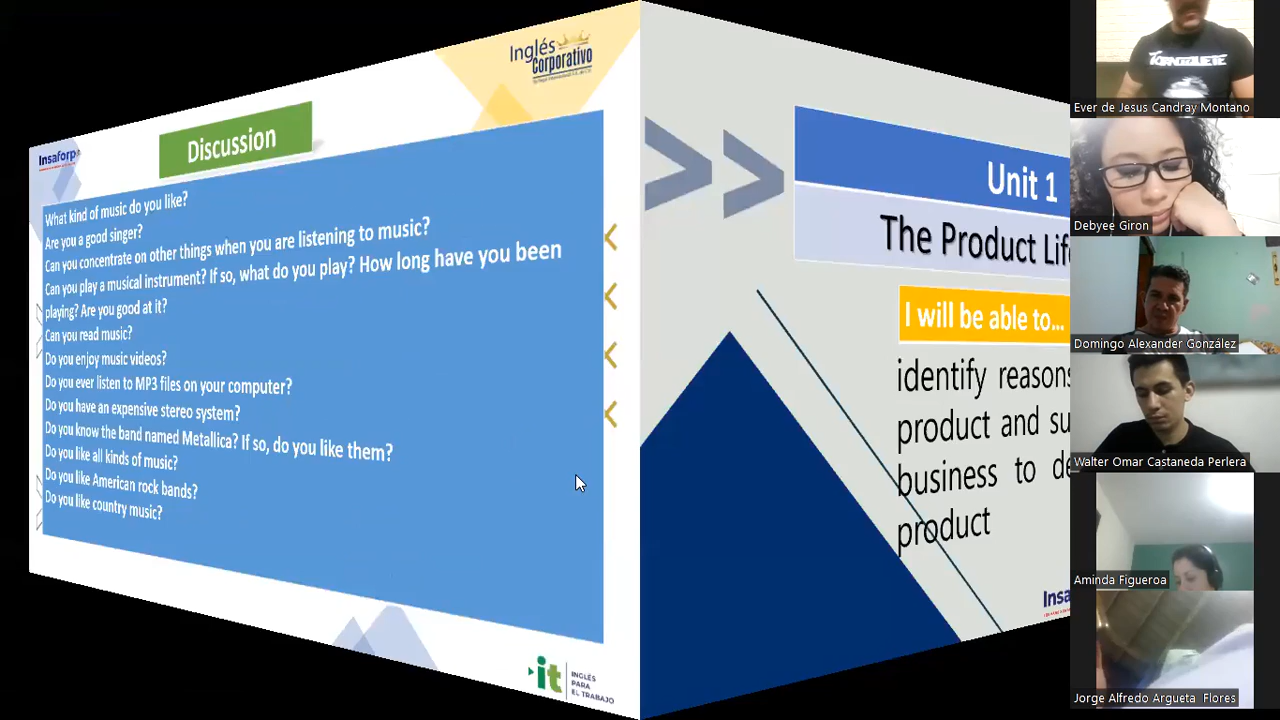 Inglés
Corporativo
Insaforp
Discussion
What kind of music do you like?
Are you a good singer?
Can you concentrate on other things when you are listening to music?
Can you play a musical instrument? If so, what do you play? How long have you been
playing? Are you good at it?
Can you read music?
Do you enjoy music videos?
Do you ever listen to MP3 files on your computer?
Do you have an expensive stereo system?
Do you know the band named Metallica? If so, do you like them?
Do you like all kinds of music?
Do you like American rock bands?
Do you like country music?
it
INGLÉS
PARA
EL TRABAJO
Unit 1
The Product Life
I will be able to...
identify reasons
product and su
business to de
product
Insa
TORNIQUETE
Ever de Jesus Candray Montano
Debyee Giron
Domingo Alexander González
Walter Omar Castaneda Perlera
Aminda Figueroa
Jorge Alfredo Argueta Flores